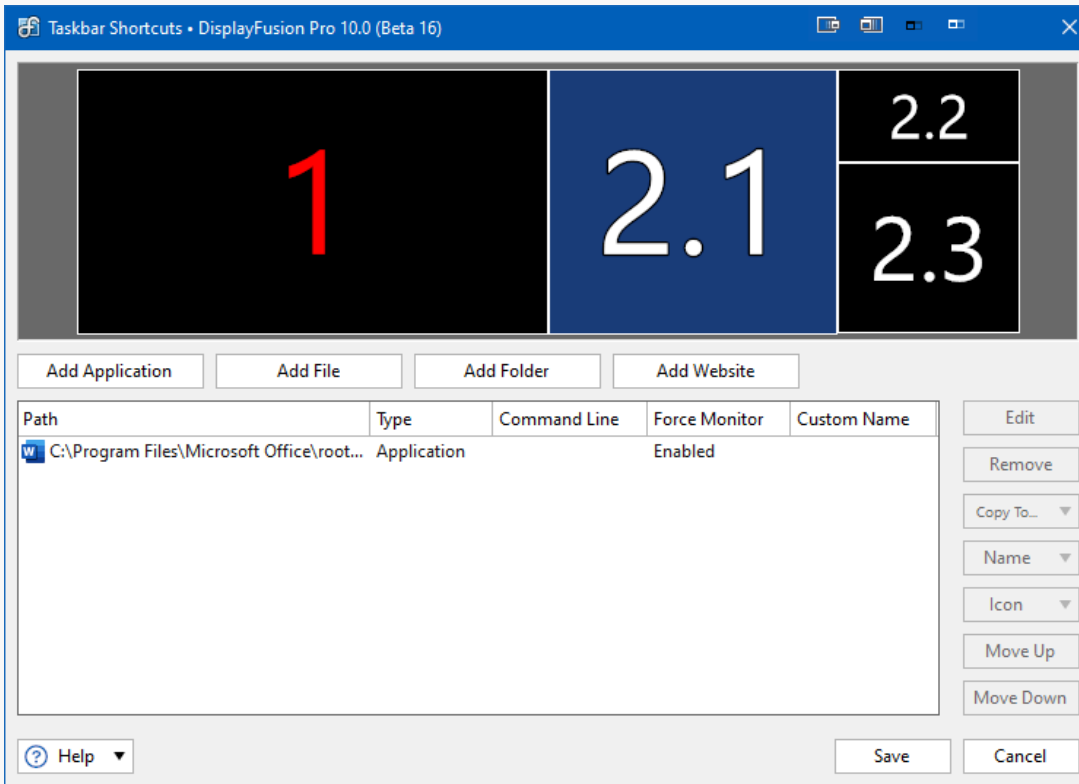 Taskbar Shortcuts • DisplayFusion Pro 10.0 (Beta 16)
1
2.1
2.2
2.3
Add Application
Add File
Add Folder
Add Website
Path Type Command Line Force Monitor Custom Name
C:\Program Files\Microsoft Office\root... Application Enabled
Edit
Remove
Copy To...
Name
Icon
Move Up
Move Down
Help
Save
Cancel